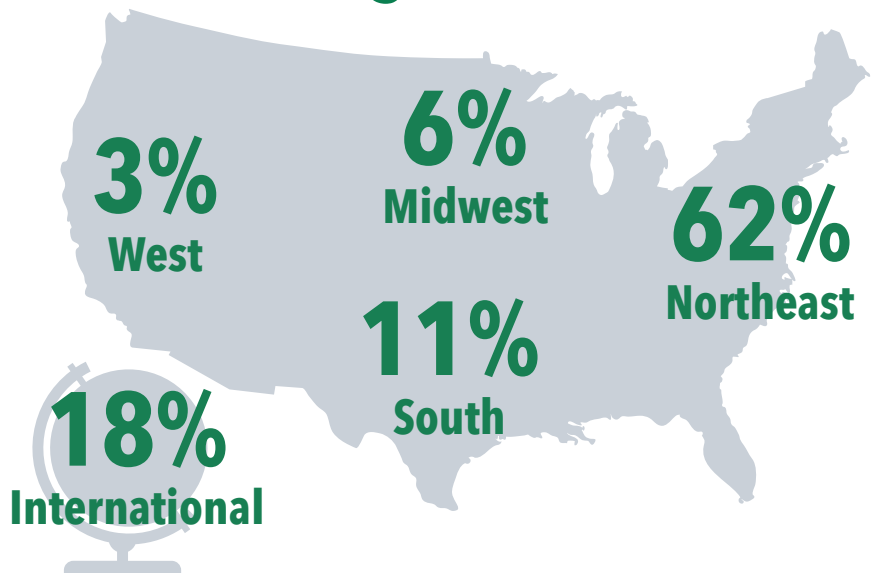 3%
West
6%
Midwest
62%
Northeast
11%
South
18%
International